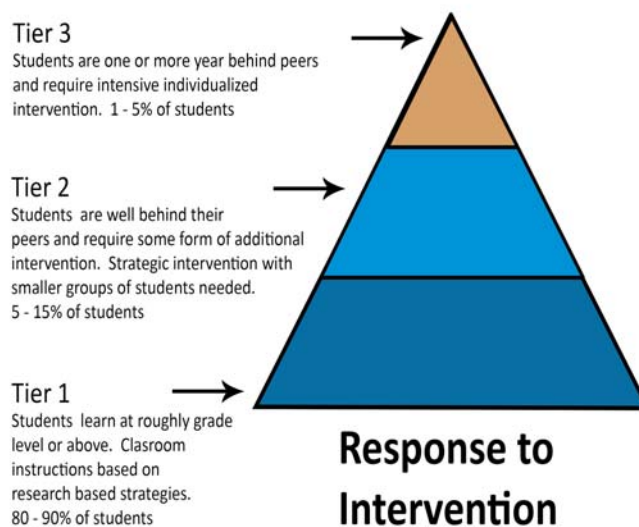 Tier 3
Students are one or more year behind peers
and require intensive individualized
intervention. 1 - 5% of students
Tier 2
Students are well behind their
peers and require some form of additional
intervention. Strategic intervention with
smaller groups of students needed.
5 - 15% of students
Tier 1
Students learn at roughly grade
level or above. Clasroom
instructions based on
research based strategies.
80 - 90% of students
Response to
Intervention